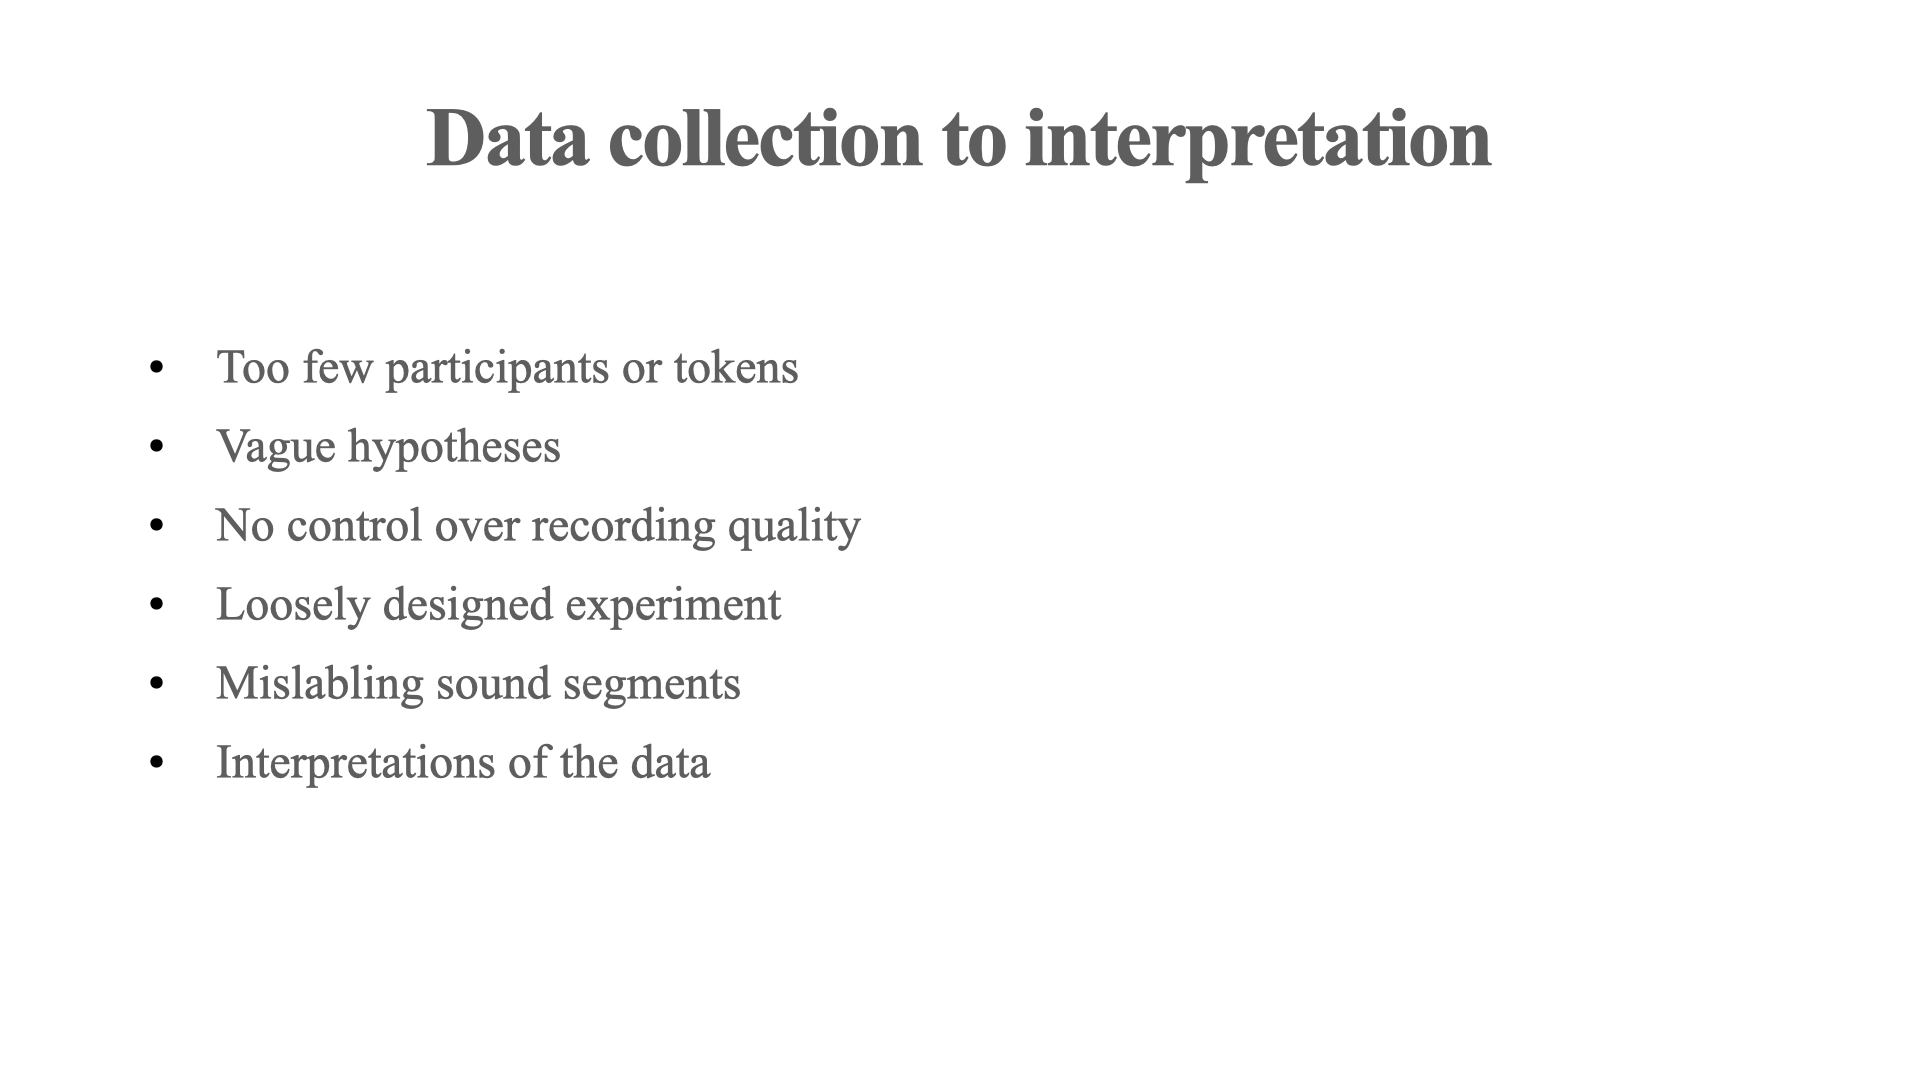 Data collection to interpretation
• Too few participants or tokens
• Vague hypotheses
• No control over recording quality
• Loosely designed experiment
• Mislabling sound segments
• Interpretations of the data